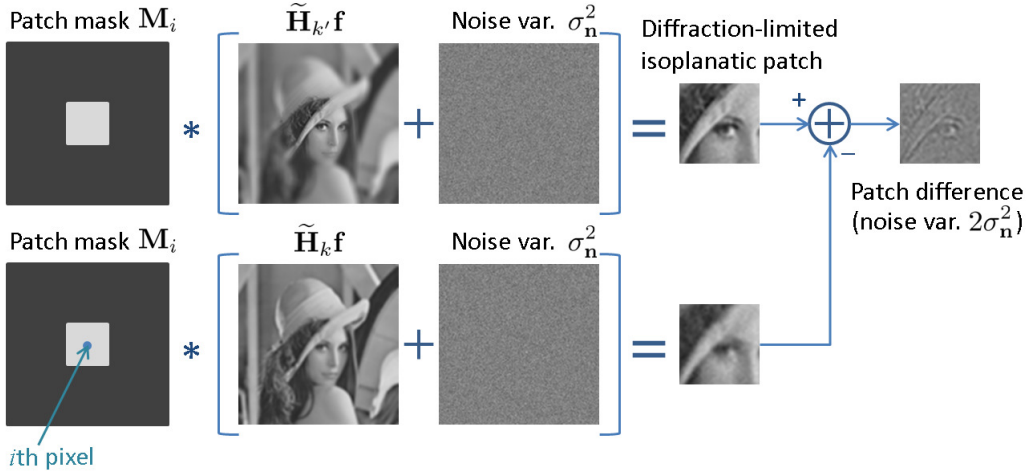 Patch mask M_i
H̃_{k′}f
Noise var. σ_n^2
Diffraction-limited
isoplanatic patch
*
[
+
]
=
+
+
−
Patch difference
(noise var. 2σ_n^2)
Patch mask M_i
H̃_k f
Noise var. σ_n^2
*
[
+
]
=
ith pixel